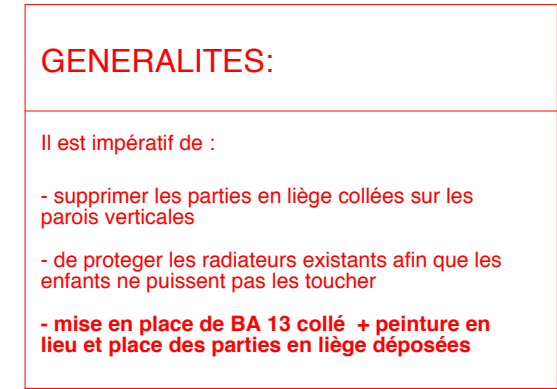 GENERALITES:
Il est impératif de :
- supprimer les parties en liège collées sur les
parois verticales
- de proteger les radiateurs existants afin que les
enfants ne puissent pas les toucher
- mise en place de BA 13 collé  + peinture en
lieu et place des parties en liège déposées